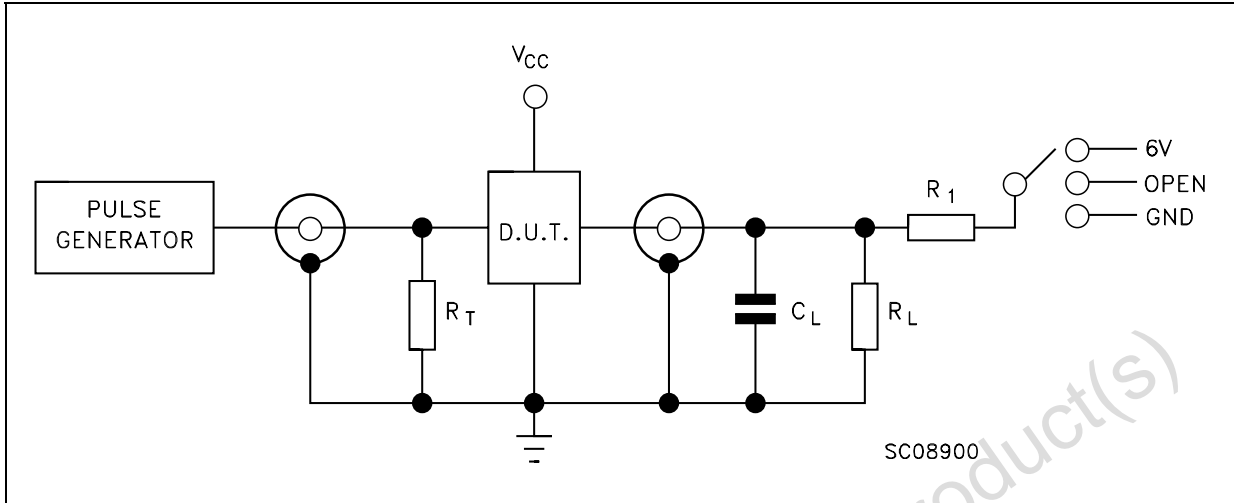 VCC
PULSE
GENERATOR
D.U.T.
RT
CL
RL
R1
6V
OPEN
GND
SC08900